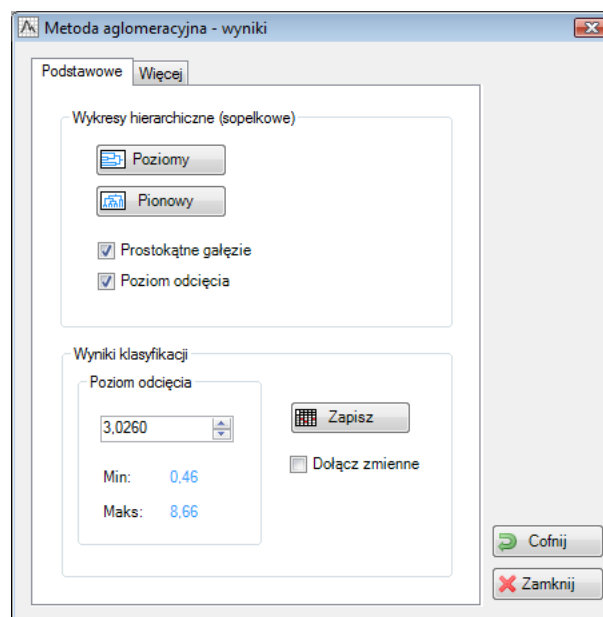 Metoda aglomeracyjna - wyniki
Podstawowe Więcej
Wykresy hierarchiczne (sopelkowe)
Poziomy
Pionowy
Prostokątne gałęzie
Poziom odcięcia
Wyniki klasyfikacji
Poziom odcięcia
3,0260
Min: 0,46
Maks: 8,66
Zapisz
Dołącz zmienne
Cofnij
Zamknij